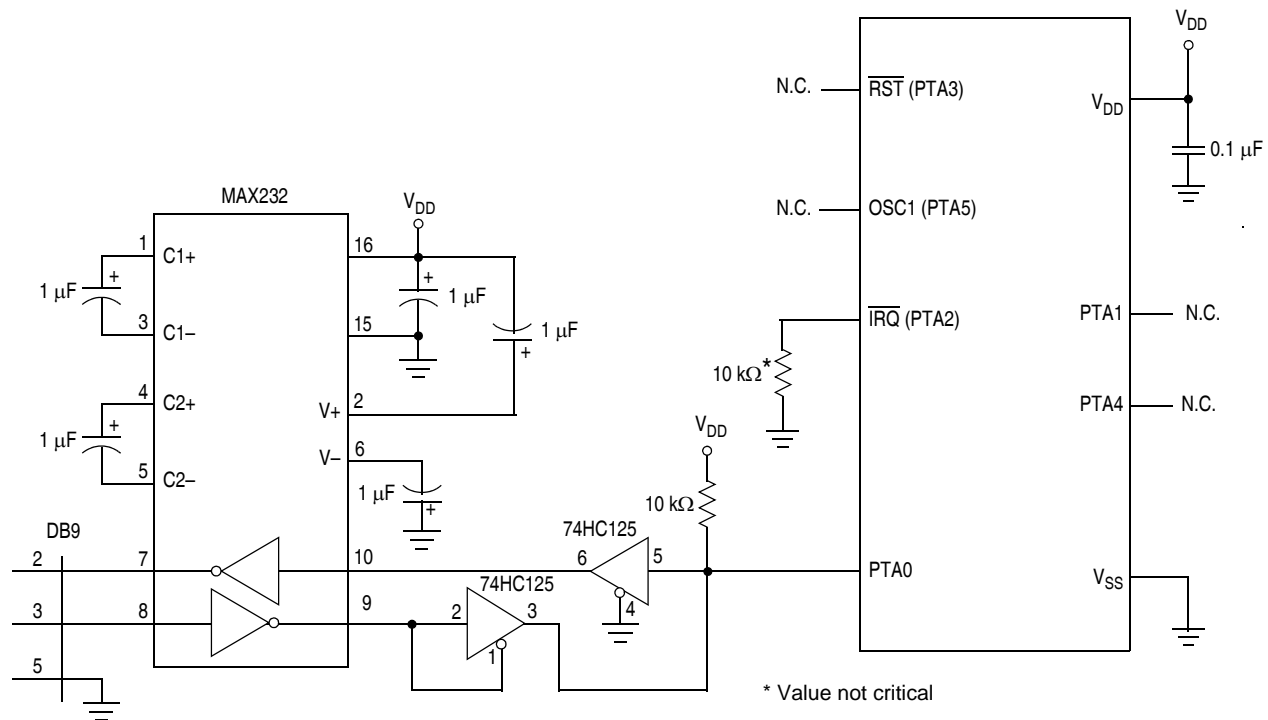 MAX232
1
C1+
1 µF
+
3
C1–
4
C2+
1 µF
+
5
C2–
16
V_DD
+
1 µF
15
1 µF
+
2
V+
6
V–
1 µF
+
DB9
2
7
10
3
8
9
5
74HC125
6
5
4
74HC125
2
3
1
V_DD
10 kΩ
N.C.
RST (PTA3)
N.C.
OSC1 (PTA5)
IRQ (PTA2)
10 kΩ*
PTA0
V_DD
V_DD
0.1 µF
PTA1
N.C.
PTA4
N.C.
V_SS
* Value not critical